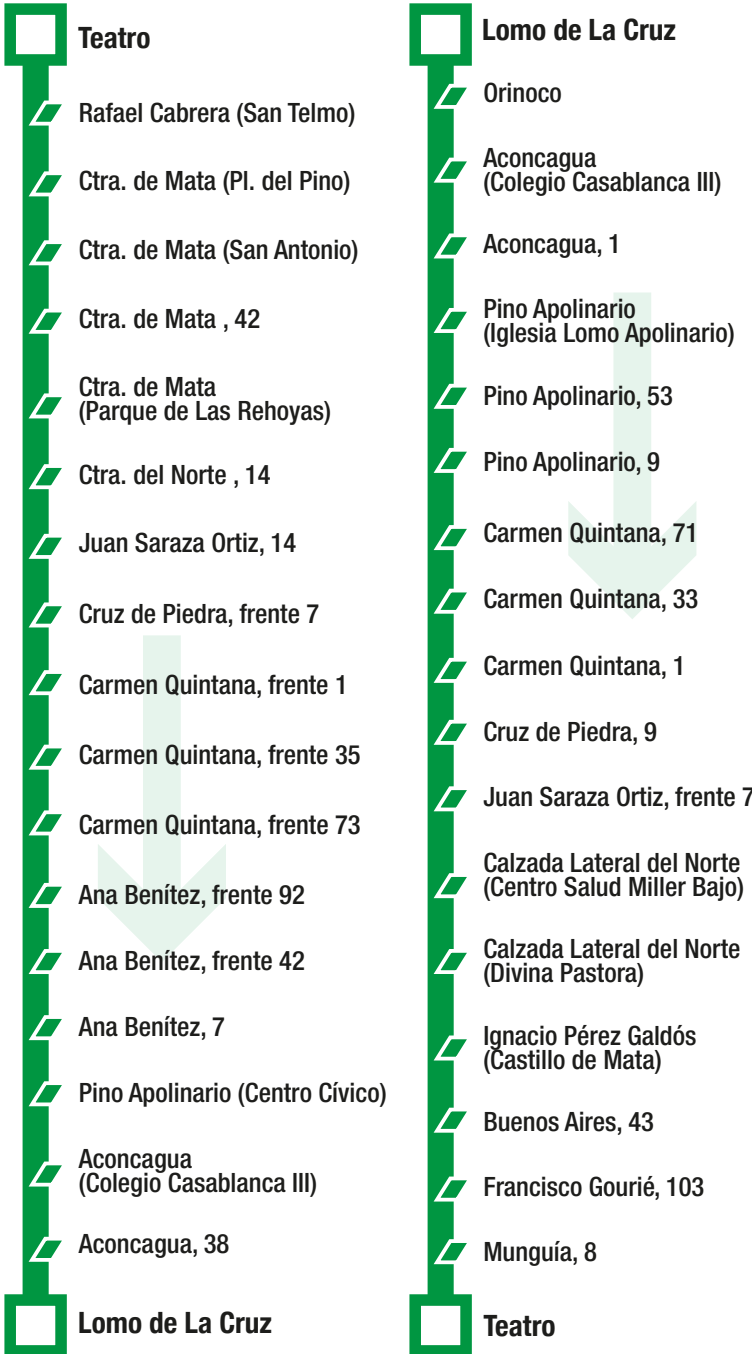 Teatro
Rafael Cabrera (San Telmo)
Ctra. de Mata (Pl. del Pino)
Ctra. de Mata (San Antonio)
Ctra. de Mata , 42
Ctra. de Mata
(Parque de Las Rehoyas)
Ctra. del Norte , 14
Juan Saraza Ortiz, 14
Cruz de Piedra, frente 7
Carmen Quintana, frente 1
Carmen Quintana, frente 35
Carmen Quintana, frente 73
Ana Benítez, frente 92
Ana Benítez, frente 42
Ana Benítez, 7
Pino Apolinario (Centro Cívico)
Aconcagua
(Colegio Casablanca III)
Aconcagua, 38
Lomo de La Cruz
Lomo de La Cruz
Orinoco
Aconcagua
(Colegio Casablanca III)
Aconcagua, 1
Pino Apolinario
(Iglesia Lomo Apolinario)
Pino Apolinario, 53
Pino Apolinario, 9
Carmen Quintana, 71
Carmen Quintana, 33
Carmen Quintana, 1
Cruz de Piedra, 9
Juan Saraza Ortiz, frente 7
Calzada Lateral del Norte
(Centro Salud Miller Bajo)
Calzada Lateral del Norte
(Divina Pastora)
Ignacio Pérez Galdós
(Castillo de Mata)
Buenos Aires, 43
Francisco Gourié, 103
Munguía, 8
Teatro